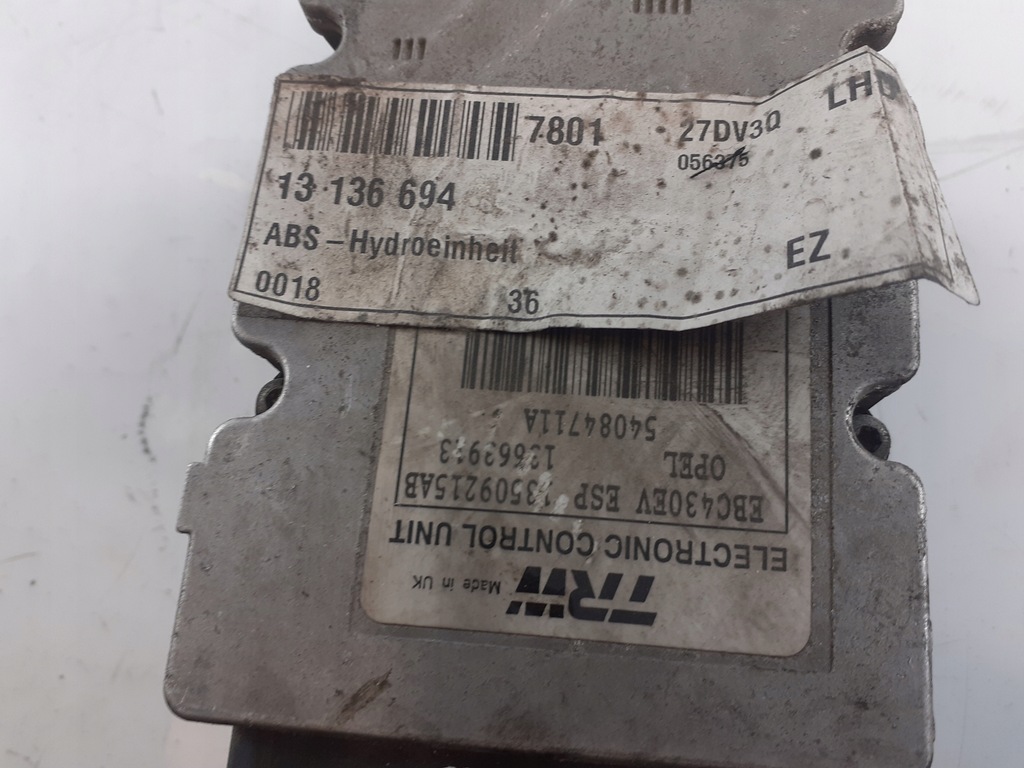 7801 27DV3Q LHD
056375
13 136 694
ABS - Hydroeinheit
EZ
0018 36
TRW Made in UK
ELECTRONIC CONTROL UNIT
EBC430EV ESP 13509215AB
OPEL
54084711A